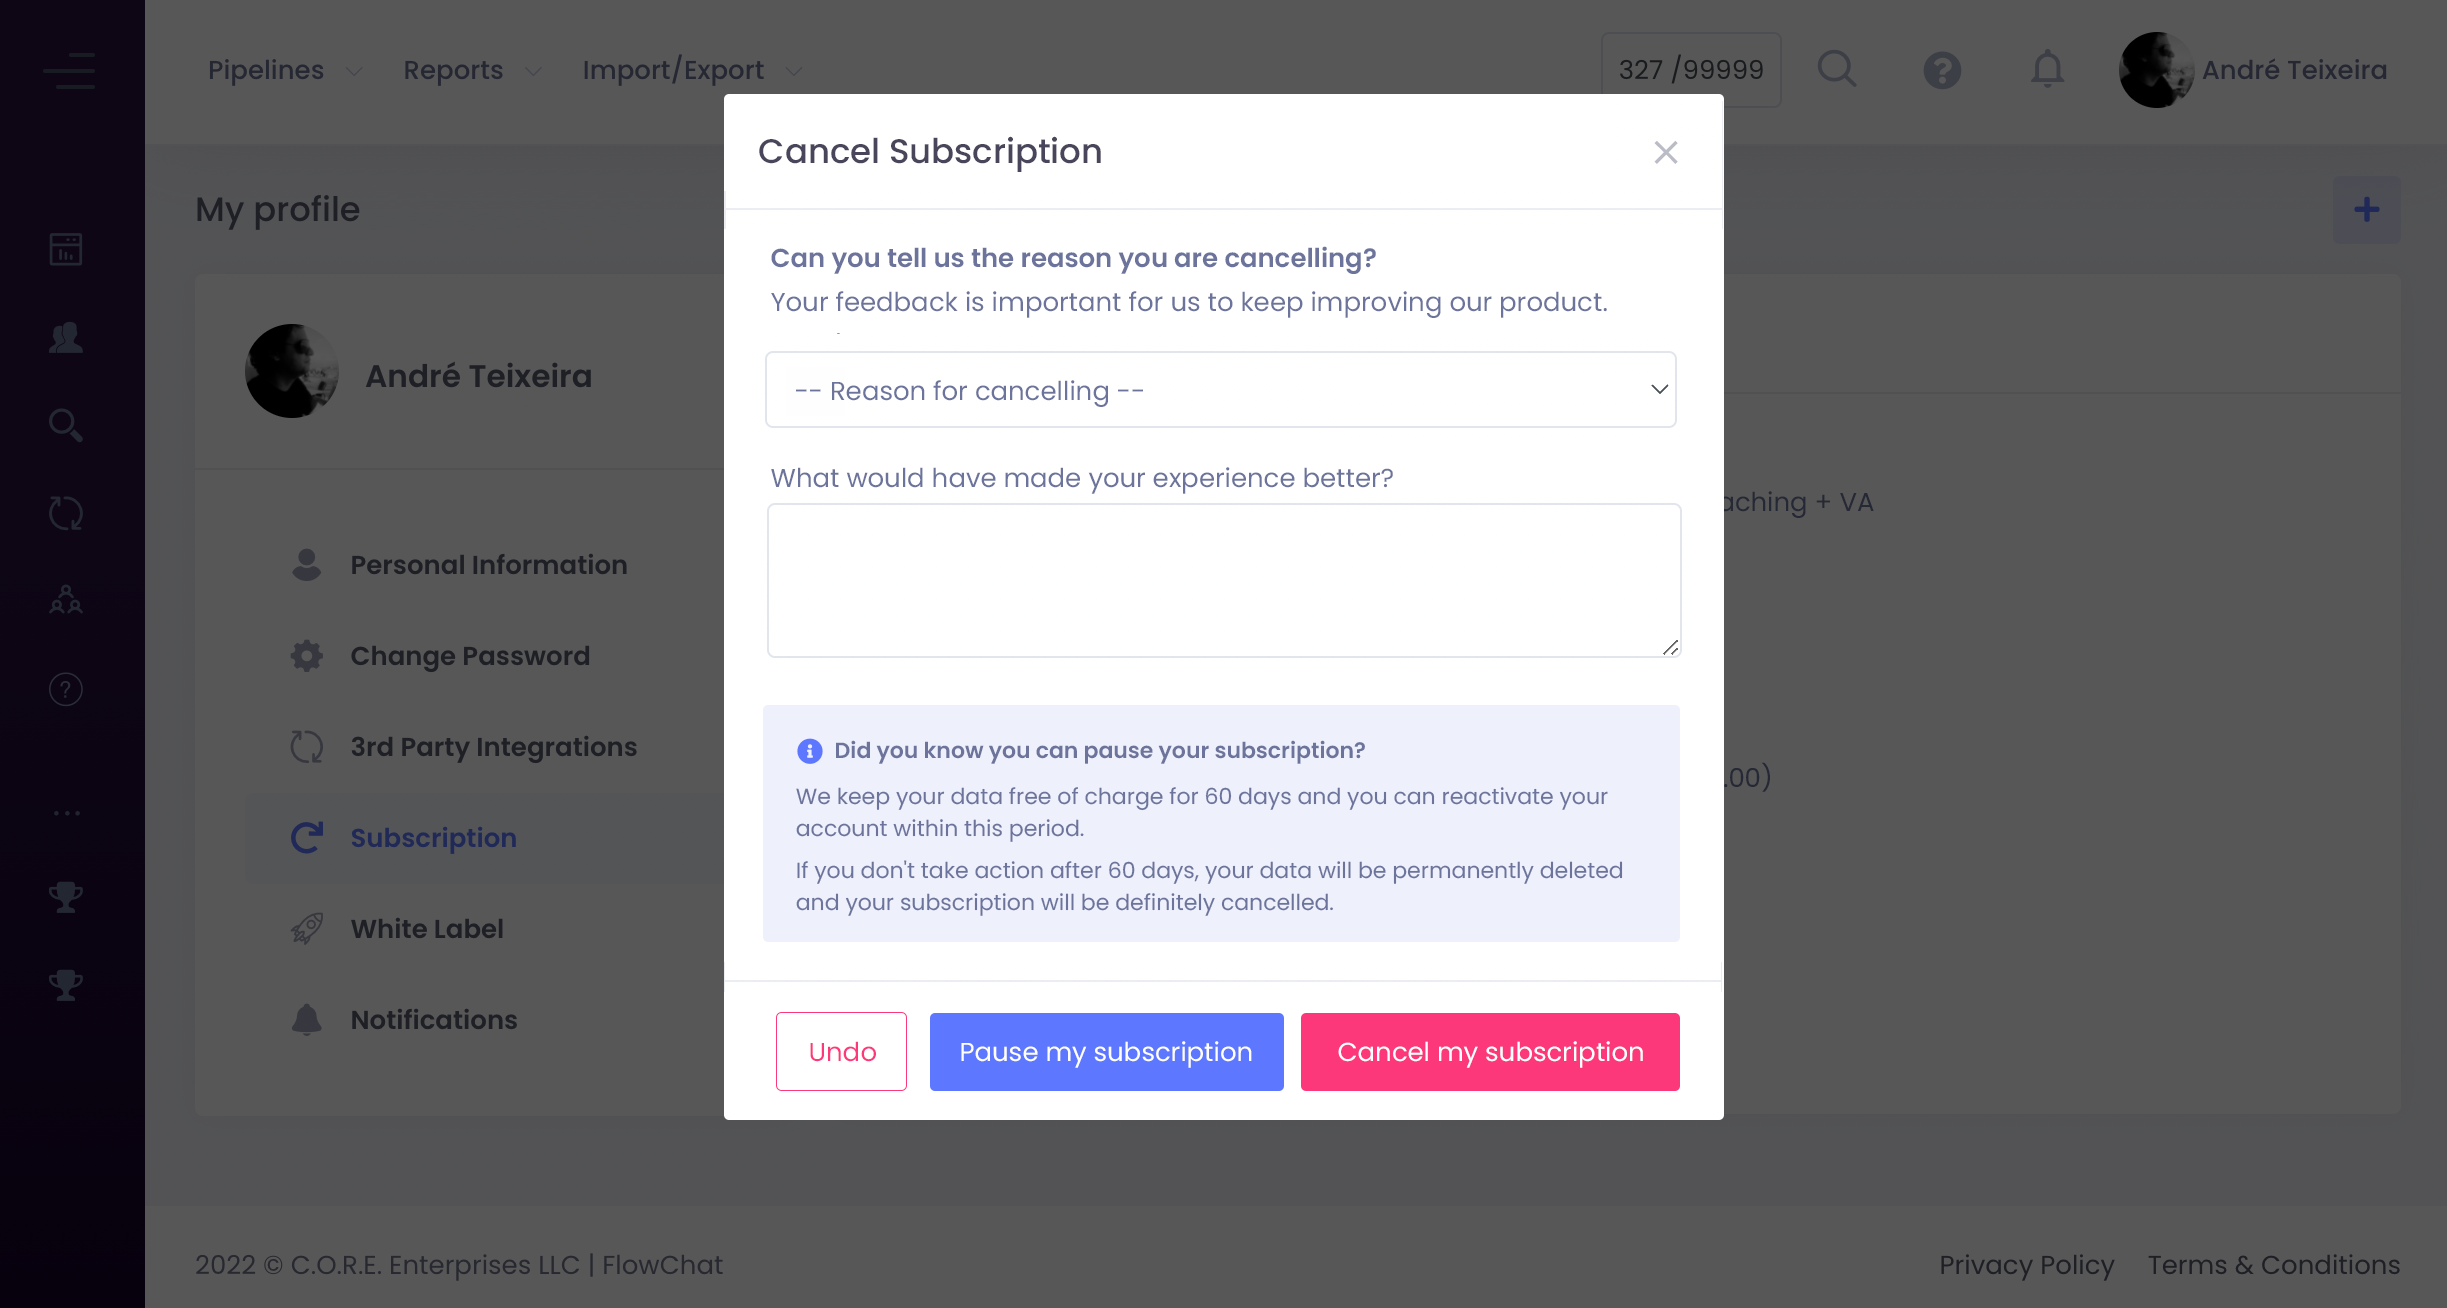 Pipelines
Reports
Import/Export
327 /99999
André Teixeira
My profile
André Teixeira
Personal Information
Change Password
3rd Party Integrations
Subscription
White Label
Notifications
Cancel Subscription
Can you tell us the reason you are cancelling?
Your feedback is important for us to keep improving our product.
-- Reason for cancelling --
What would have made your experience better?
Did you know you can pause your subscription?
We keep your data free of charge for 60 days and you can reactivate your
account within this period.
If you don't take action after 60 days, your data will be permanently deleted
and your subscription will be definitely cancelled.
Undo
Pause my subscription
Cancel my subscription
+ VA
.00)
2022 © C.O.R.E. Enterprises LLC | FlowChat
Privacy Policy
Terms & Conditions